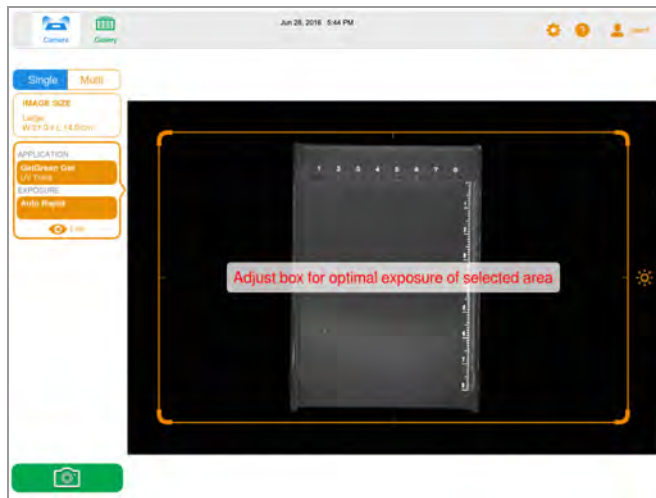 Jun 28, 2016 5:44 PM
Camera
Gallery
Single Multi
IMAGE SIZE
Large
APPLICATION
GelGreen Gel
UV Trans
EXPOSURE
Auto Rapid
1 2 3 4 5 6 7 8
Adjust box for optimal exposure of selected area